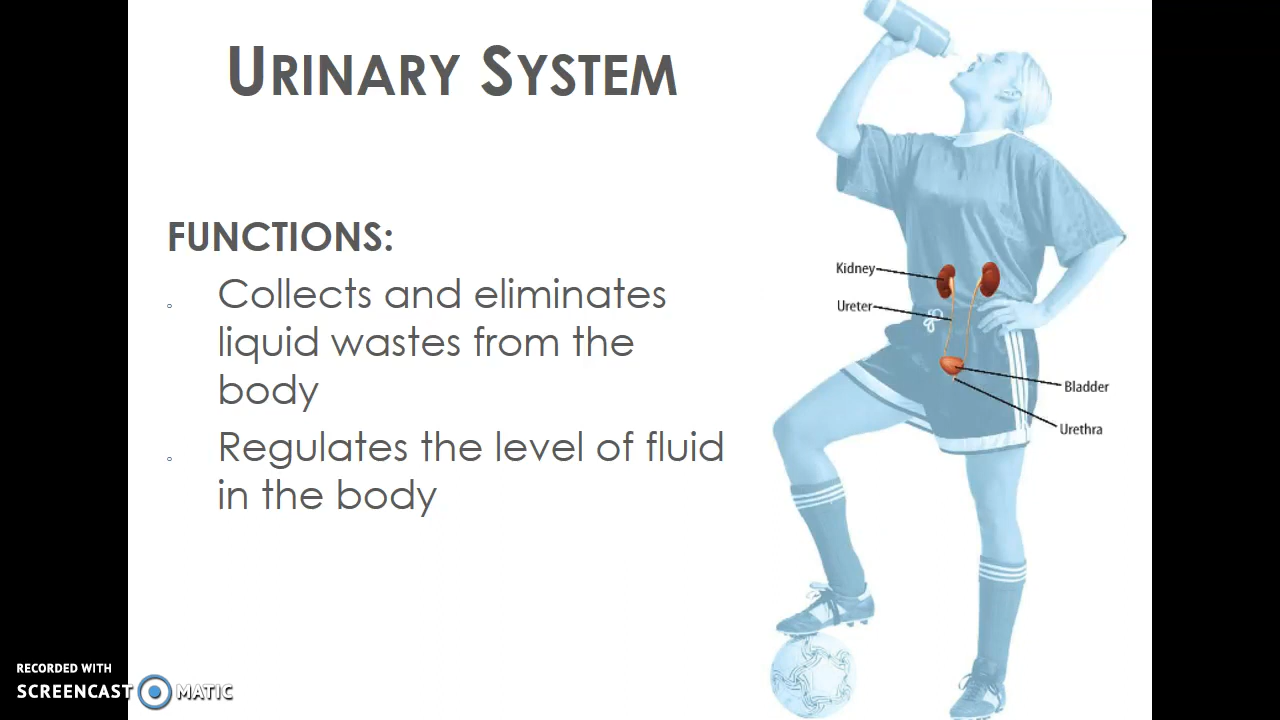 URINARY SYSTEM
FUNCTIONS:
Collects and eliminates
liquid wastes from the
body
Regulates the level of fluid
in the body
Kidney
Ureter
Bladder
Urethra
RECORDED WITH
SCREENCAST MATIC